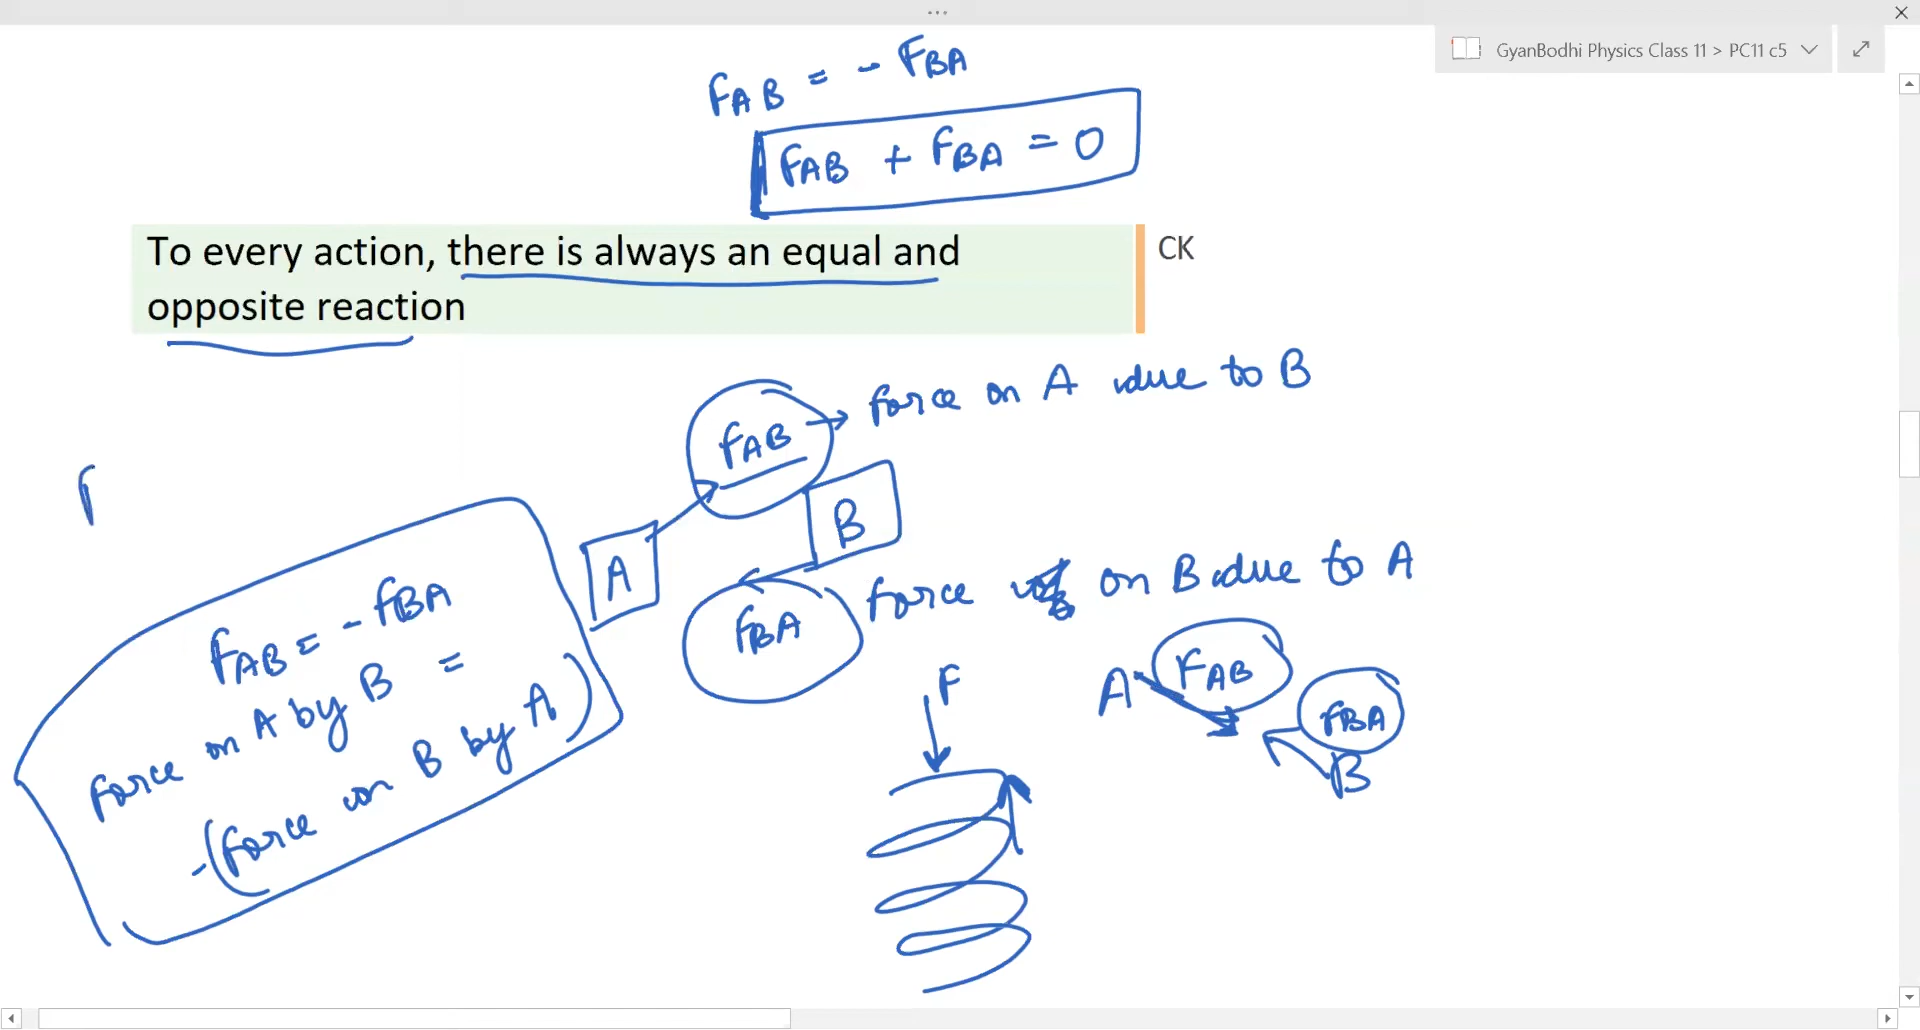 GyanBodhi Physics Class 11 > PC11 c5
FAB = - FBA
FAB + FBA = 0
To every action, there is always an equal and
opposite reaction
CK
FAB → force on A due to B
A
B
FBA force on B due to A
FAB = - FBA
force on A by B =
- (force on B by A)
F
A FAB
FBA
B